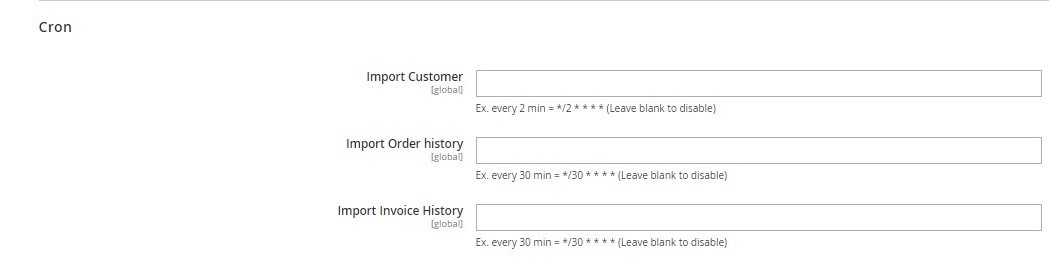 Cron
Import Customer
[global]
Ex. every 2 min = */2 * * * * (Leave blank to disable)
Import Order history
[global]
Ex. every 30 min = */30 * * * * (Leave blank to disable)
Import Invoice History
[global]
Ex. every 30 min = */30 * * * * (Leave blank to disable)